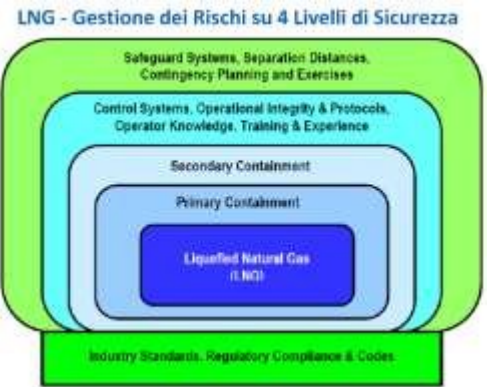 LNG - Gestione dei Rischi su 4 Livelli di Sicurezza
Safeguard Systems, Separation Distances,
Contingency Planning and Exercises
Control Systems, Operational Integrity & Protocols,
Operator Knowledge, Training & Experience
Secondary Containment
Primary Containment
Liquefied Natural Gas
(LNG)
Industry Standards, Regulatory Compliance & Codes